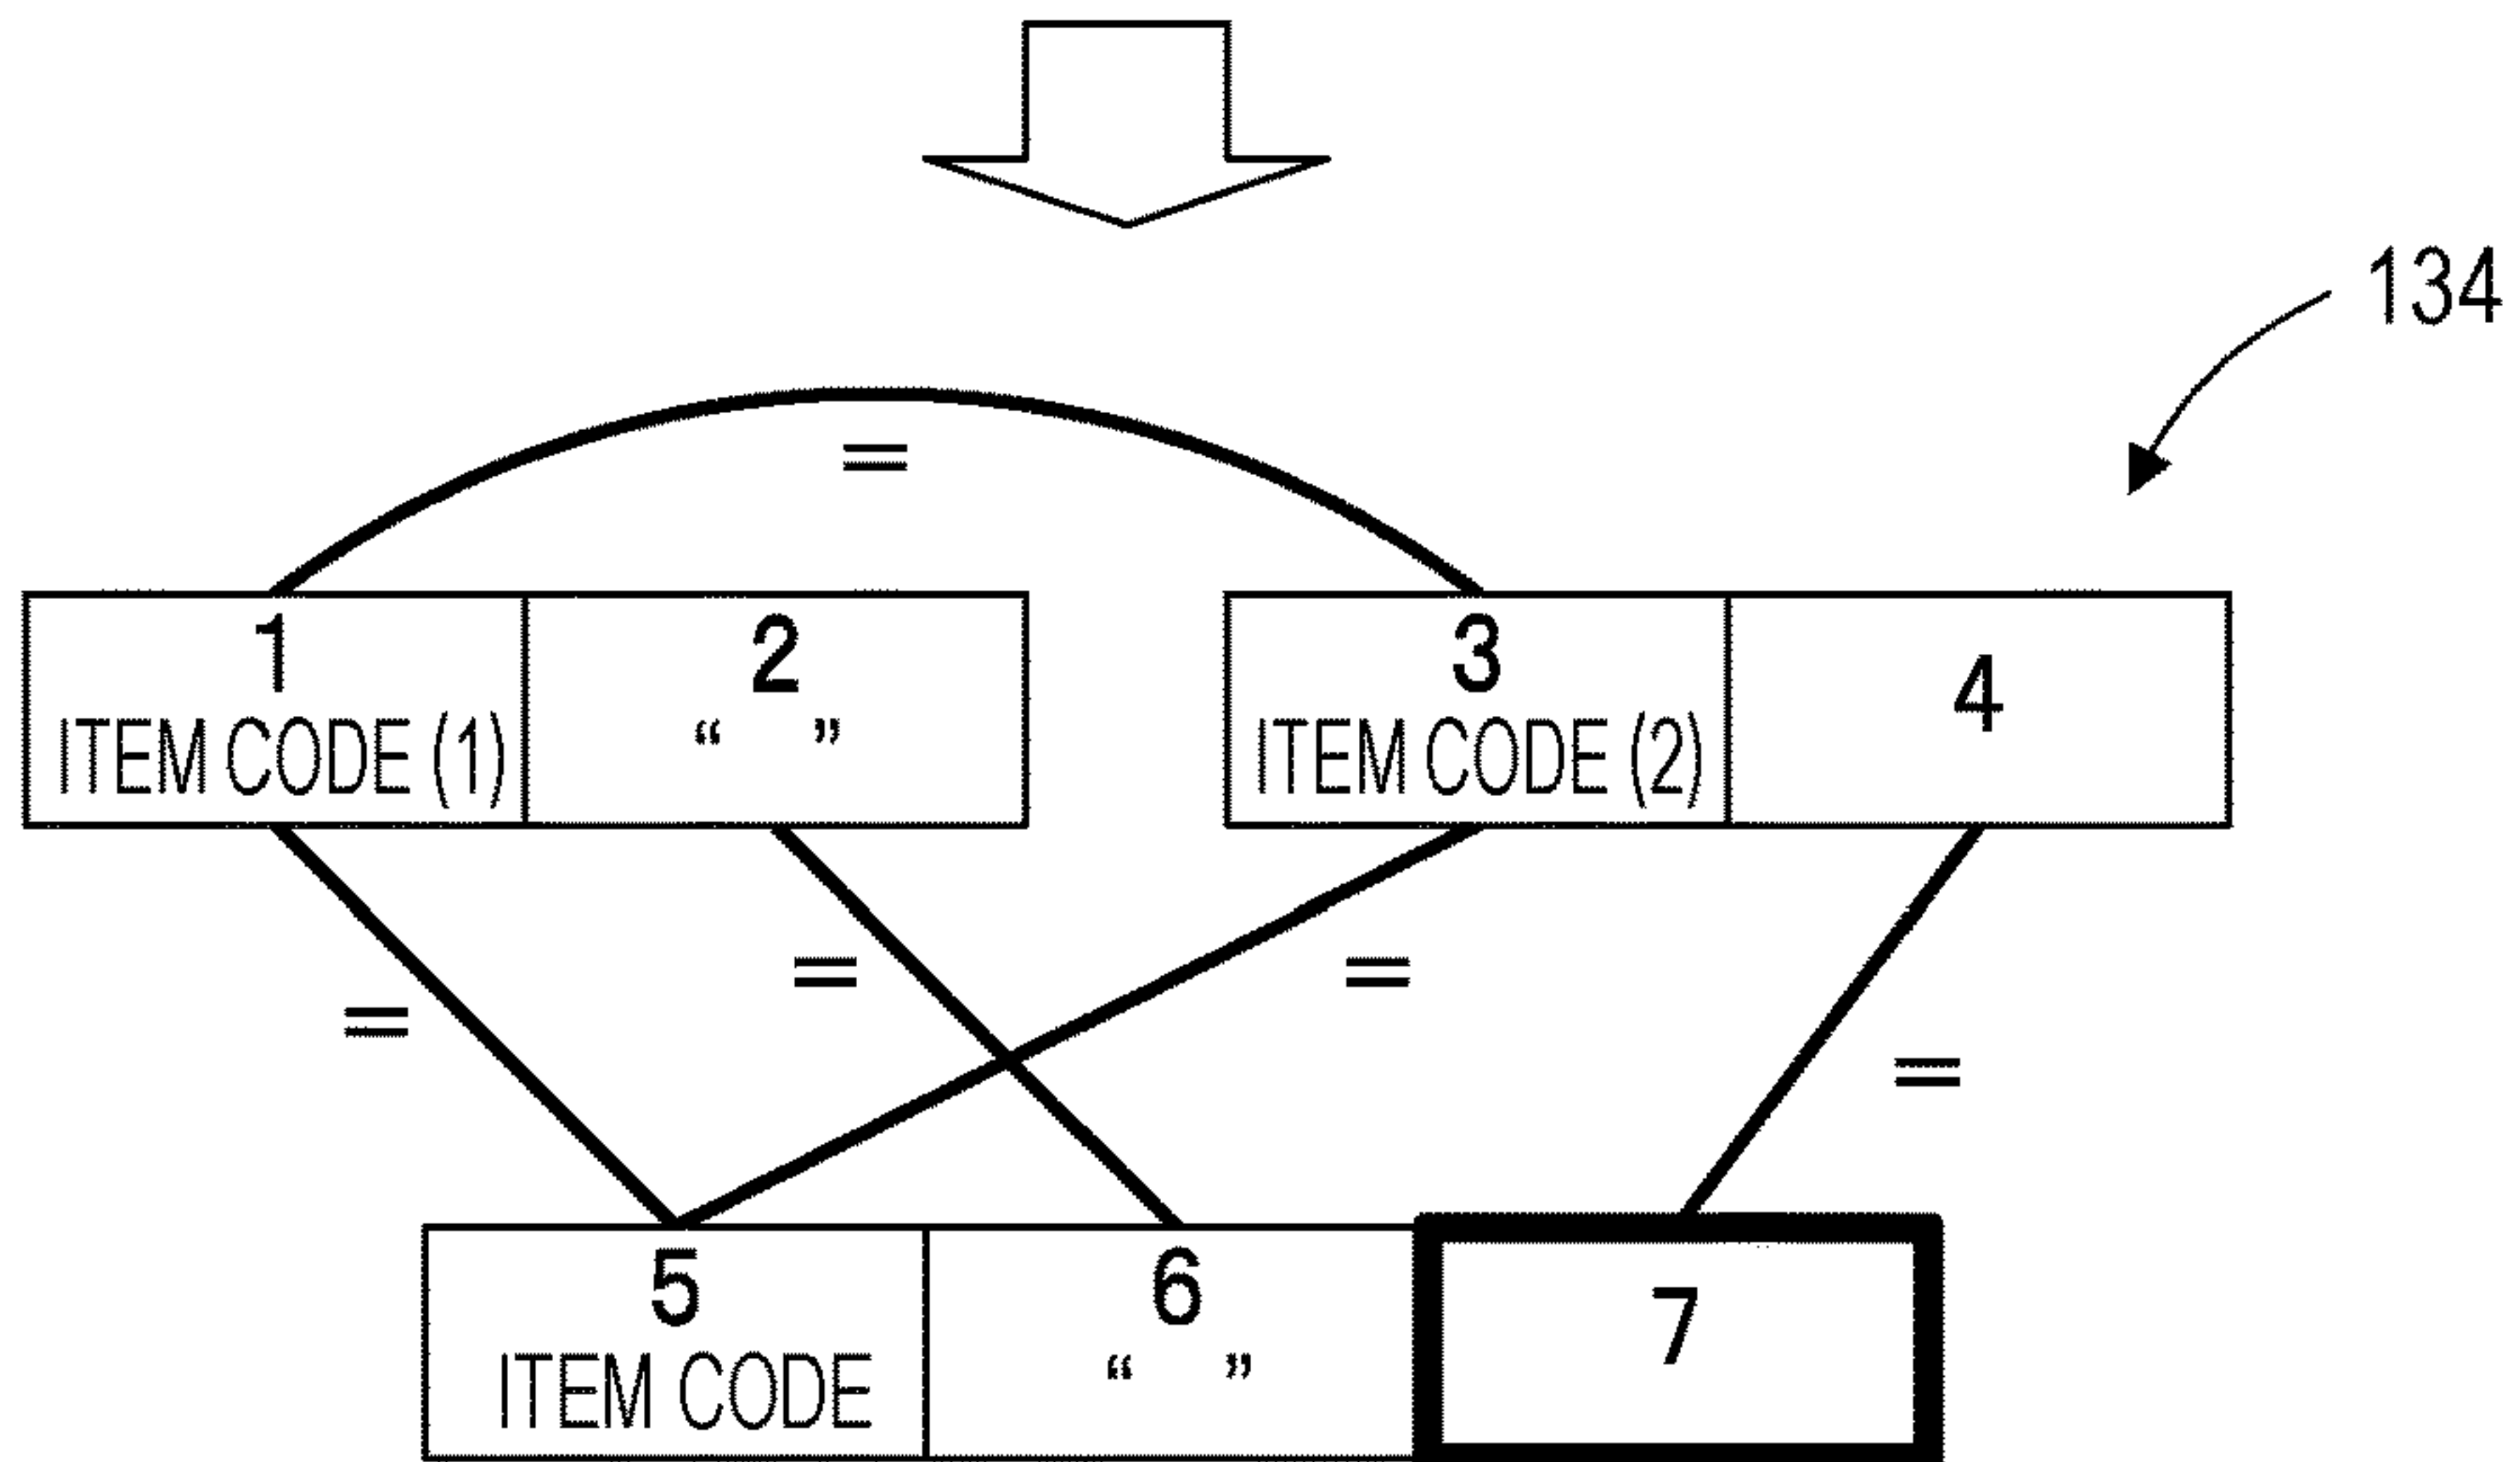 134
=
1 2 3 4
ITEM CODE (1) “ ” ITEM CODE (2)
= = = =
5 6 7
ITEM CODE “ ”